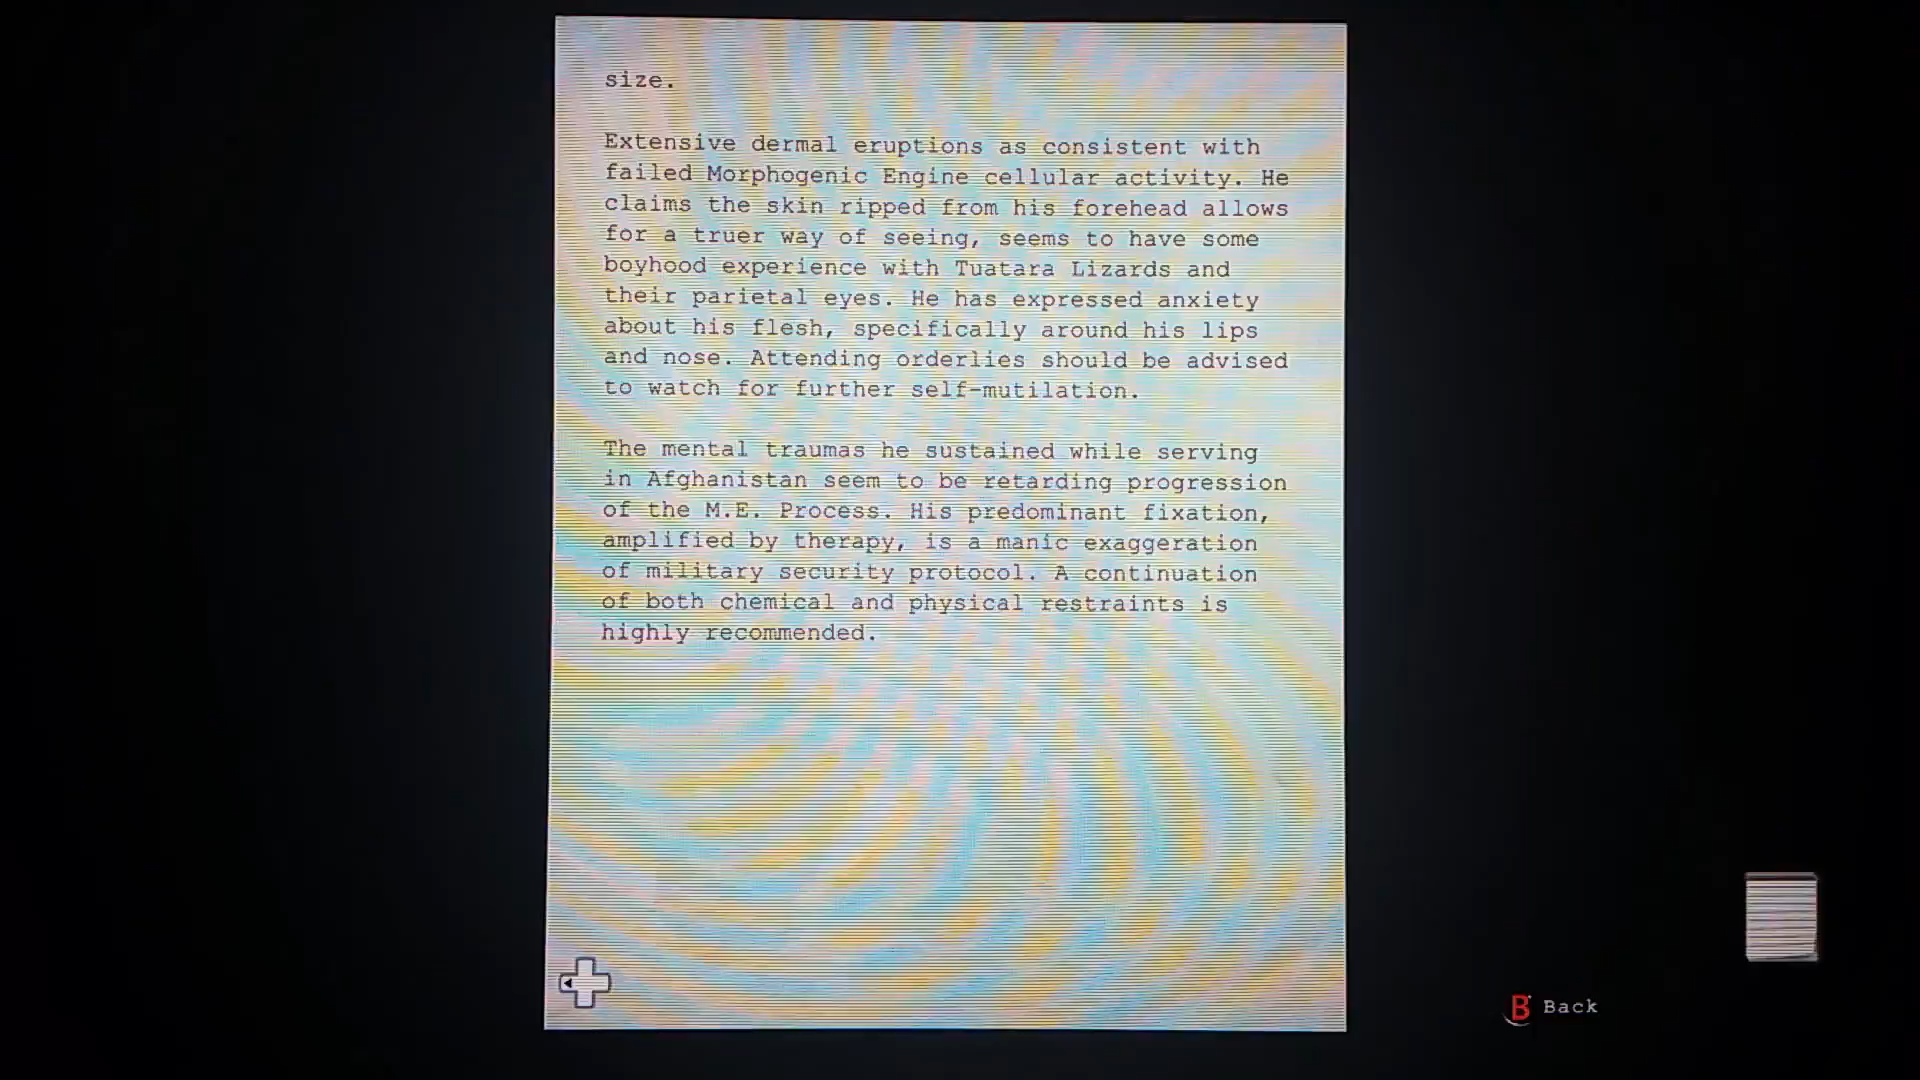 size.
Extensive dermal eruptions as consistent with
failed Morphogenic Engine cellular activity. He
claims the skin ripped from his forehead allows
for a truer way of seeing, seems to have some
boyhood experience with Tuatara Lizards and
their parietal eyes. He has expressed anxiety
about his flesh, specifically around his lips
and nose. Attending orderlies should be advised
to watch for further self-mutilation.
The mental traumas he sustained while serving
in Afghanistan seem to be retarding progression
of the M.E. Process. His predominant fixation,
amplified by therapy, is a manic exaggeration
of military security protocol. A continuation
of both chemical and physical restraints is
highly recommended.
B Back